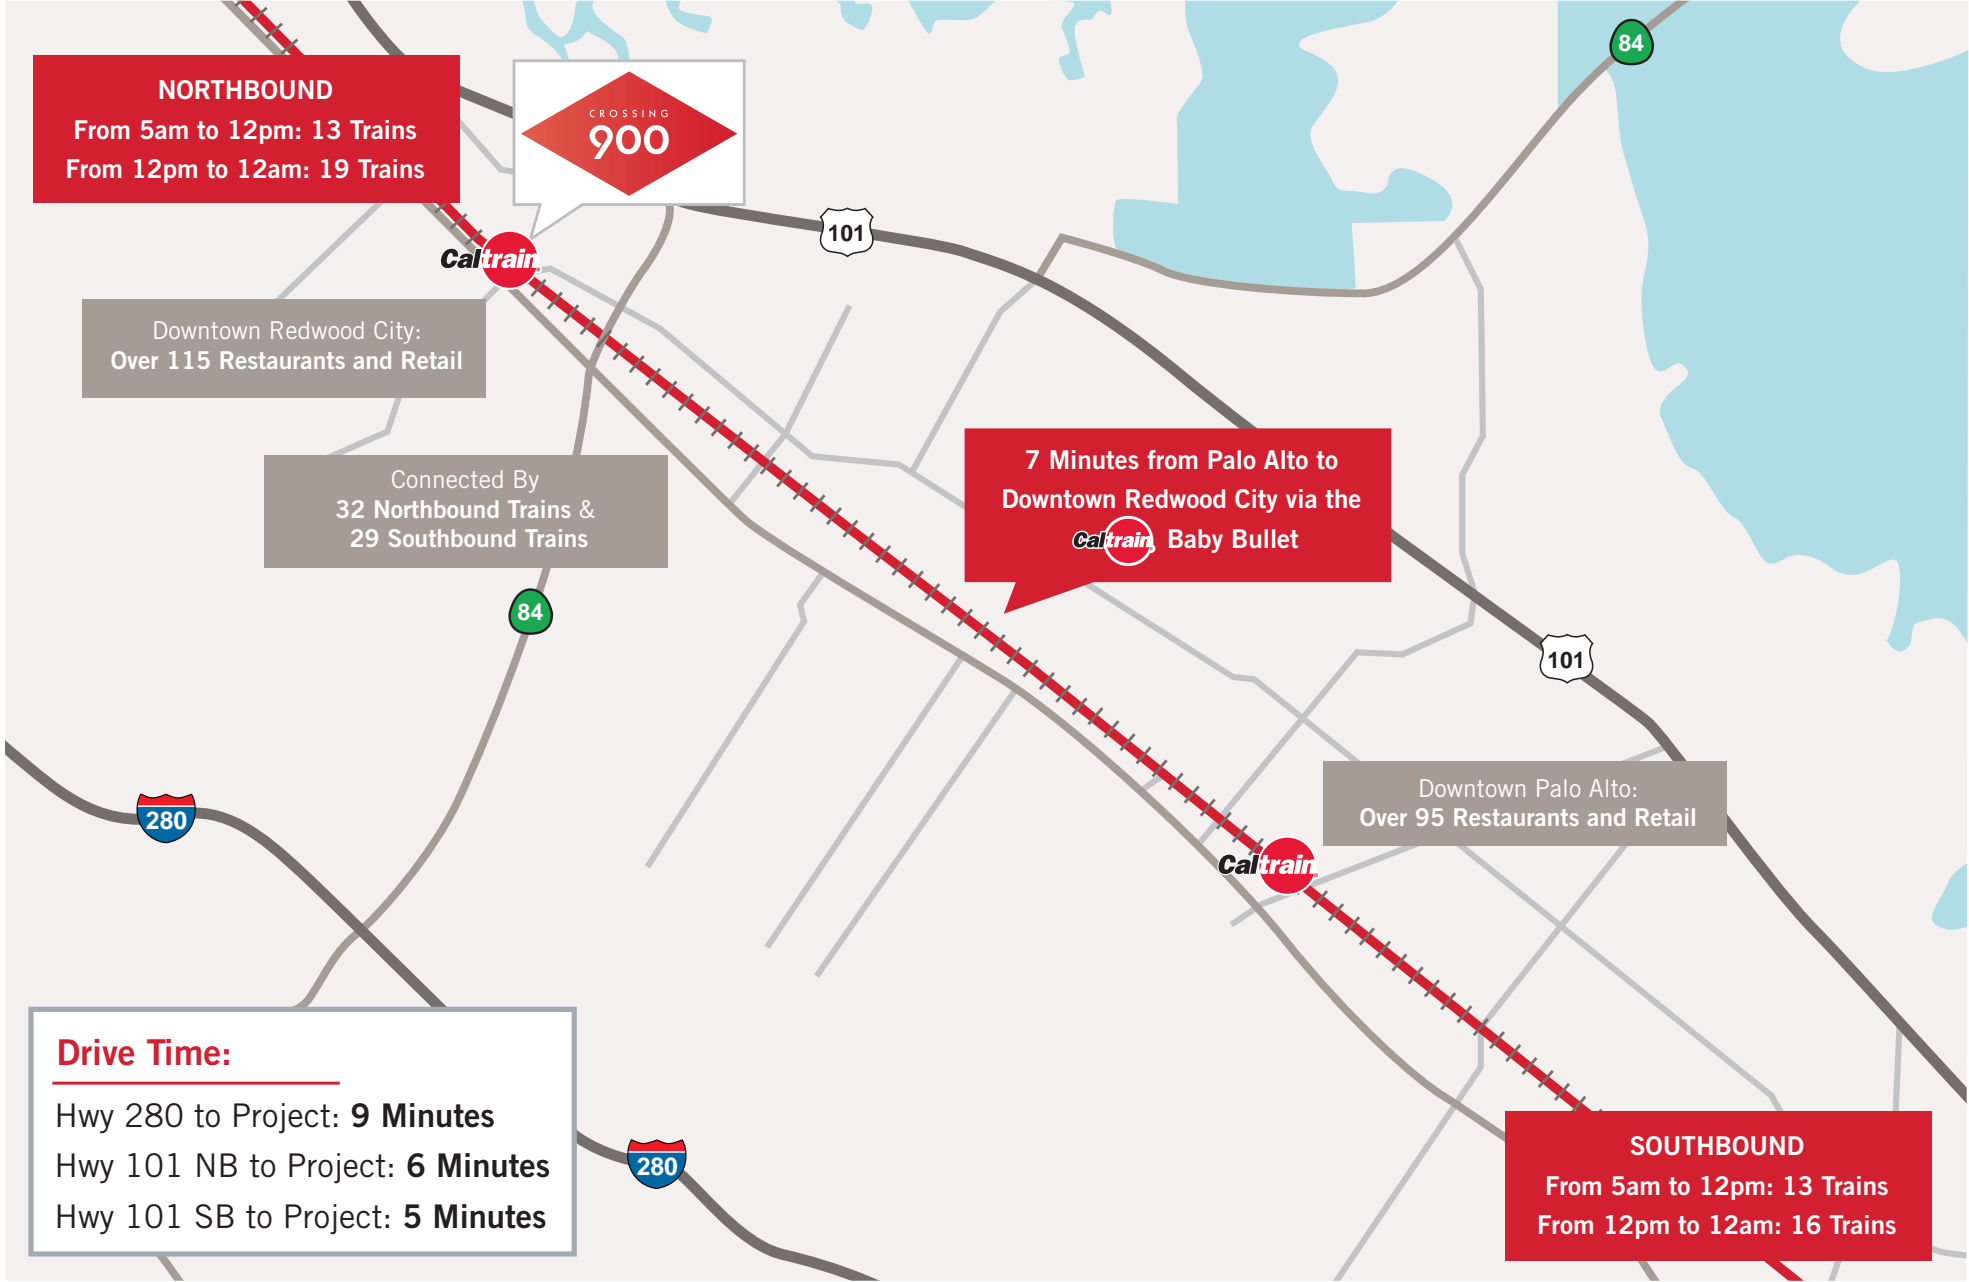 84
NORTHBOUND
From 5am to 12pm: 13 Trains
From 12pm to 12am: 19 Trains
CROSSING
900
101
Caltrain
Downtown Redwood City:
Over 115 Restaurants and Retail
Connected By
32 Northbound Trains &
29 Southbound Trains
7 Minutes from Palo Alto to
Downtown Redwood City via the
Caltrain Baby Bullet
84
101
280
Downtown Palo Alto:
Over 95 Restaurants and Retail
Caltrain
Drive Time:
Hwy 280 to Project: 9 Minutes
Hwy 101 NB to Project: 6 Minutes
Hwy 101 SB to Project: 5 Minutes
280
SOUTHBOUND
From 5am to 12pm: 13 Trains
From 12pm to 12am: 16 Trains